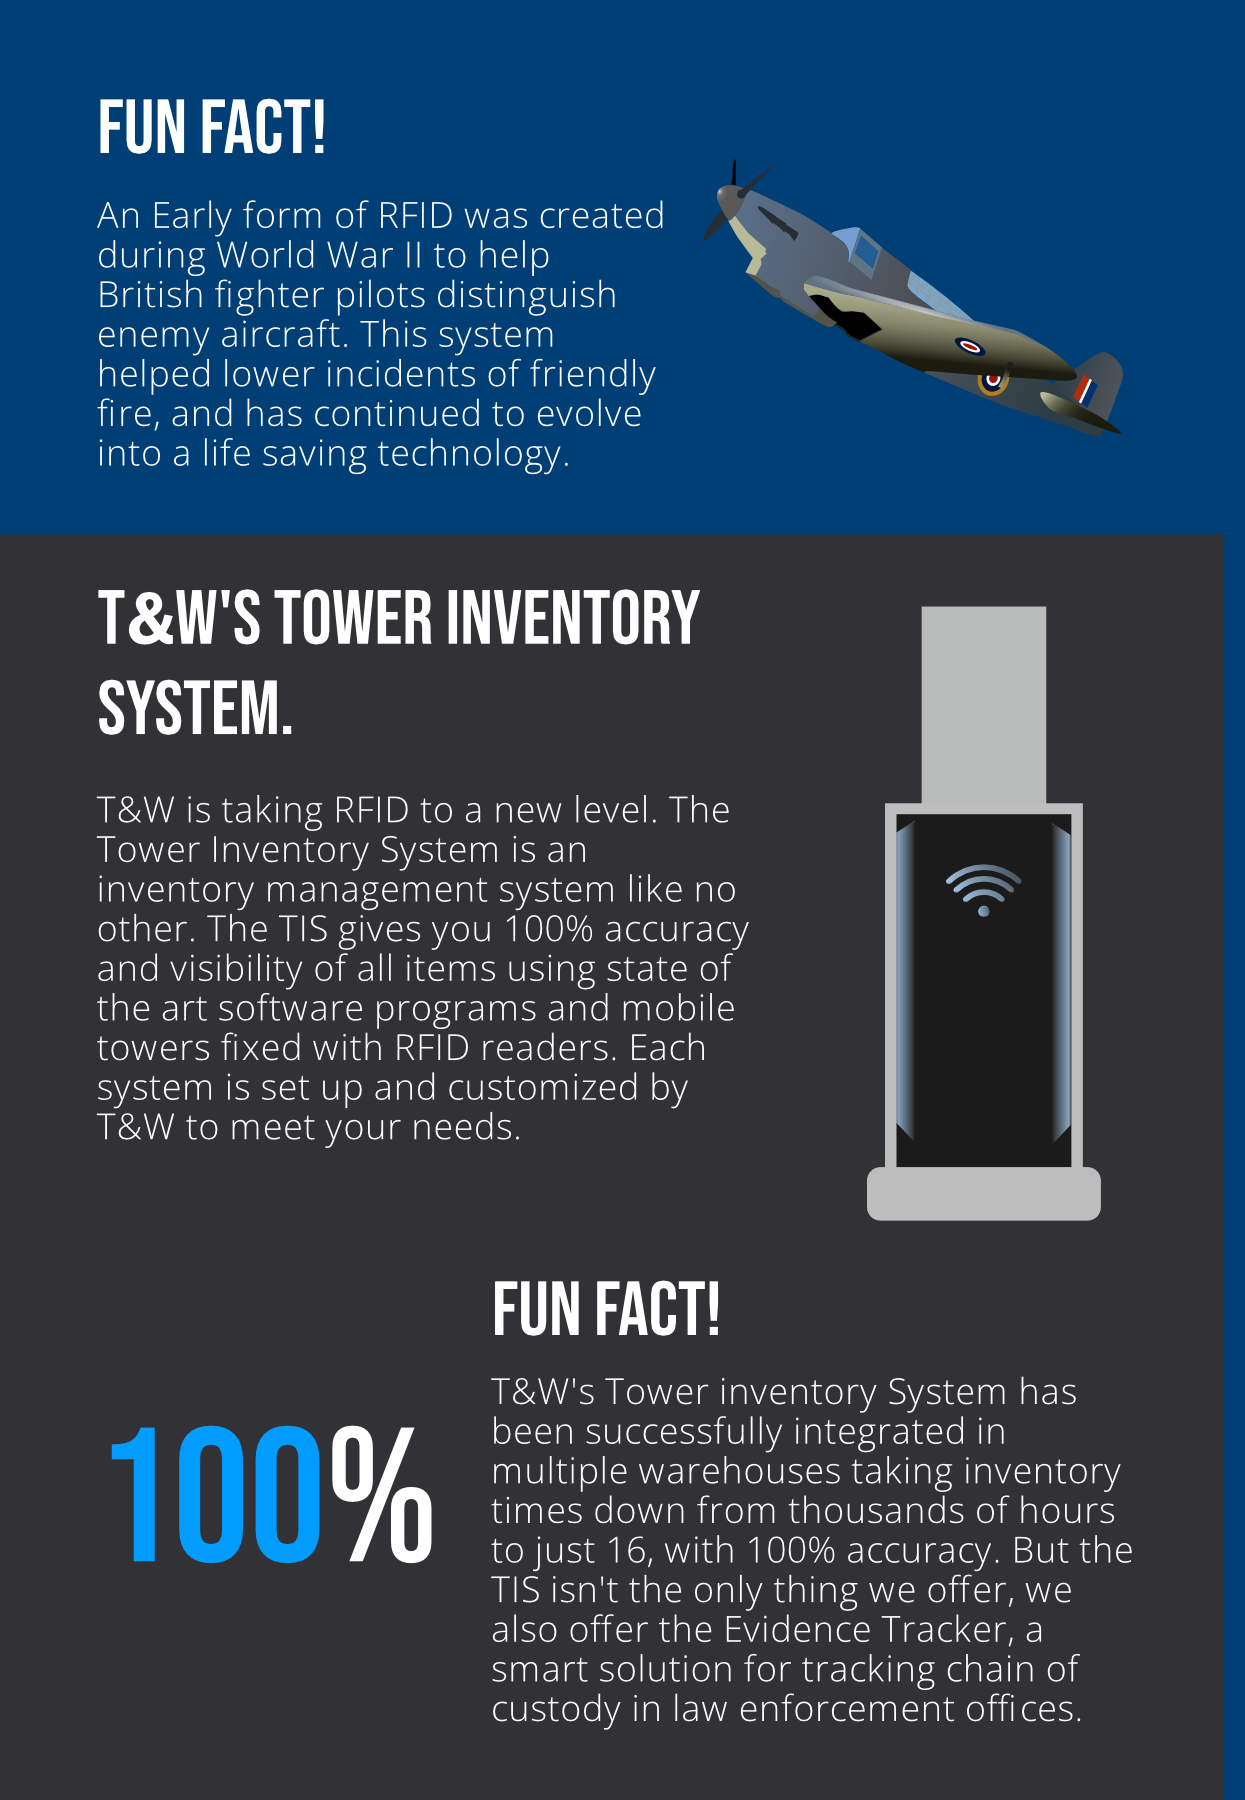 FUN FACT!
An Early form of RFID was created
during World War II to help
British fighter pilots distinguish
enemy aircraft. This system
helped lower incidents of friendly
fire, and has continued to evolve
into a life saving technology.
T&W'S TOWER INVENTORY
SYSTEM.
T&W is taking RFID to a new level. The
Tower Inventory System is an
inventory management system like no
other. The TIS gives you 100% accuracy
and visibility of all items using state of
the art software programs and mobile
towers fixed with RFID readers. Each
system is set up and customized by
T&W to meet your needs.
FUN FACT!
100%
T&W's Tower inventory System has
been successfully integrated in
multiple warehouses taking inventory
times down from thousands of hours
to just 16, with 100% accuracy. But the
TIS isn't the only thing we offer, we
also offer the Evidence Tracker, a
smart solution for tracking chain of
custody in law enforcement offices.